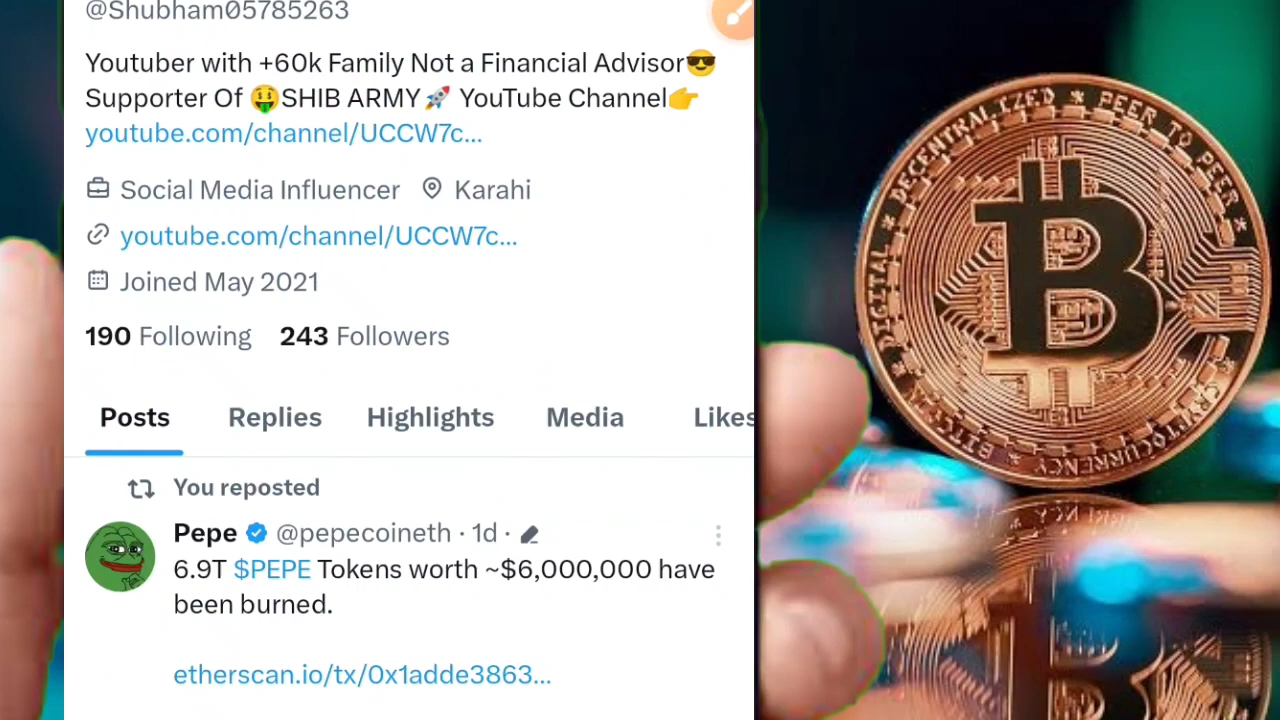 @Shubham05785263
Youtuber with +60k Family Not a Financial Advisor😎
Supporter Of 🤑SHIB ARMY🚀 YouTube Channel👉
youtube.com/channel/UCCW7c...
Social Media Influencer Karahi
youtube.com/channel/UCCW7c...
Joined May 2021
190 Following 243 Followers
Posts Replies Highlights Media Likes
You reposted
Pepe @pepecoineth · 1d ·
6.9T $PEPE Tokens worth ~$6,000,000 have
been burned.
etherscan.io/tx/0x1adde3863...
DIGITAL * DECENTRALIZED * PEER TO PEER *
CRYPTOCURRENCY